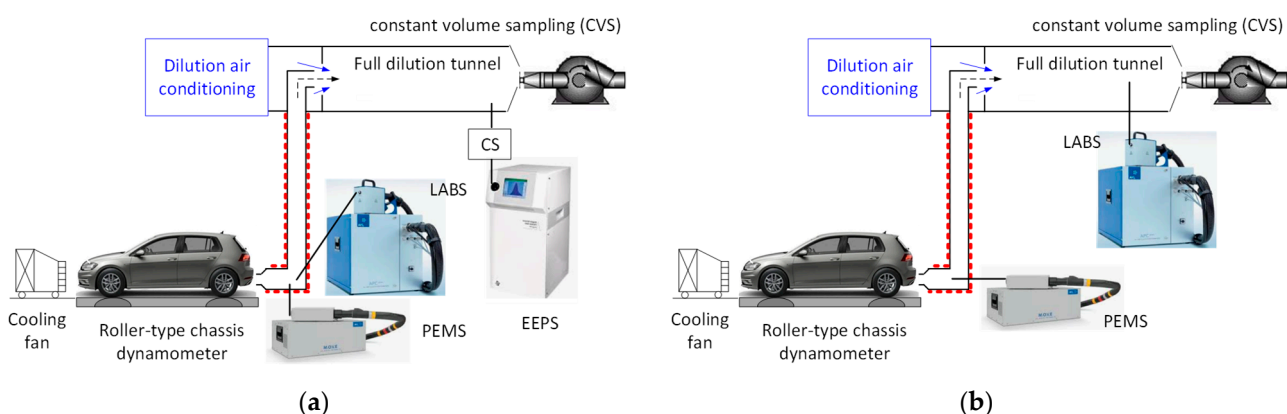 constant volume sampling (CVS)
Dilution air
conditioning
Full dilution tunnel
CS
LABS
EEPS
PEMS
Cooling
fan
Roller-type chassis
dynamometer
(a)
constant volume sampling (CVS)
Dilution air
conditioning
Full dilution tunnel
LABS
PEMS
Cooling
fan
Roller-type chassis
dynamometer
(b)